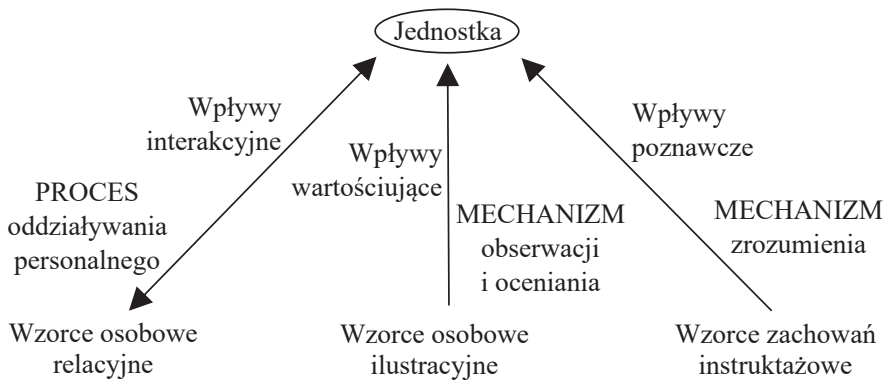 Jednostka
Wpływy
interakcyjne
Wpływy
wartościujące
Wpływy
poznawcze
PROCES
oddziaływania
personalnego
MECHANIZM
obserwacji
i oceniania
MECHANIZM
zrozumienia
Wzorce osobowe
relacyjne
Wzorce osobowe
ilustracyjne
Wzorce zachowań
instruktażowe